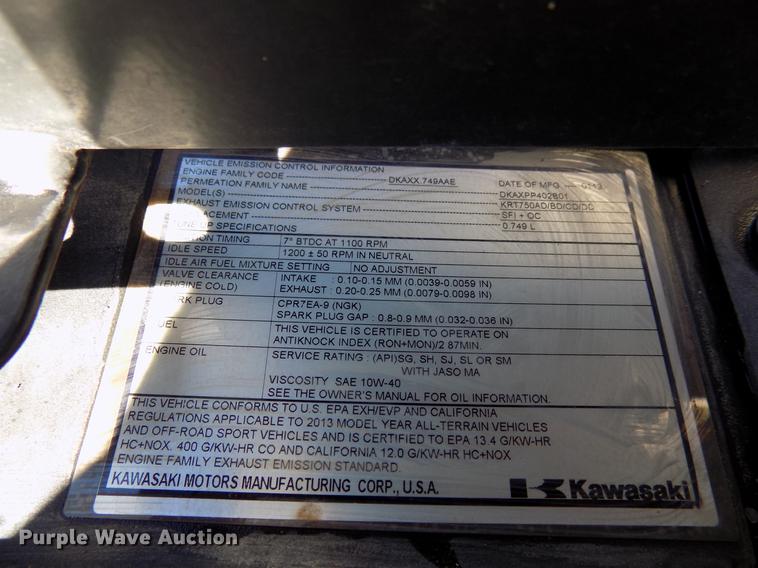 VEHICLE EMISSION CONTROL INFORMATION
ENGINE FAMILY CODE DKAXX.749AAE DATE OF MFG
PERMEATION FAMILY NAME DKAXPP402B01
MODEL(S) KRT750AD/BD/CD/DD
EXHAUST EMISSION CONTROL SYSTEM SFI + OC
0.749 L
SPECIFICATIONS
TIMING 7° BTDC AT 1100 RPM
IDLE SPEED 1200 ± 50 RPM IN NEUTRAL
IDLE AIR FUEL MIXTURE SETTING NO ADJUSTMENT
VALVE CLEARANCE INTAKE : 0.10-0.15 MM (0.0039-0.0059 IN)
(ENGINE COLD) EXHAUST : 0.20-0.25 MM (0.0079-0.0098 IN)
PLUG CPR7EA-9 (NGK)
SPARK PLUG GAP : 0.8-0.9 MM (0.032-0.036 IN)
FUEL THIS VEHICLE IS CERTIFIED TO OPERATE ON
ANTIKNOCK INDEX (RON+MON)/2 87MIN.
ENGINE OIL SERVICE RATING : (API)SG, SH, SJ, SL OR SM
WITH JASO MA
VISCOSITY SAE 10W-40
SEE THE OWNER'S MANUAL FOR OIL INFORMATION.
THIS VEHICLE CONFORMS TO U.S. EPA EXH/EVP AND CALIFORNIA
REGULATIONS APPLICABLE TO 2013 MODEL YEAR ALL-TERRAIN VEHICLES
AND OFF-ROAD SPORT VEHICLES AND IS CERTIFIED TO EPA 13.4 G/KW-HR
HC+NOX, 400 G/KW-HR CO AND CALIFORNIA 12.0 G/KW-HR HC+NOX
ENGINE FAMILY EXHAUST EMISSION STANDARD.
KAWASAKI MOTORS MANUFACTURING CORP., U.S.A.
Kawasaki
Purple Wave Auction